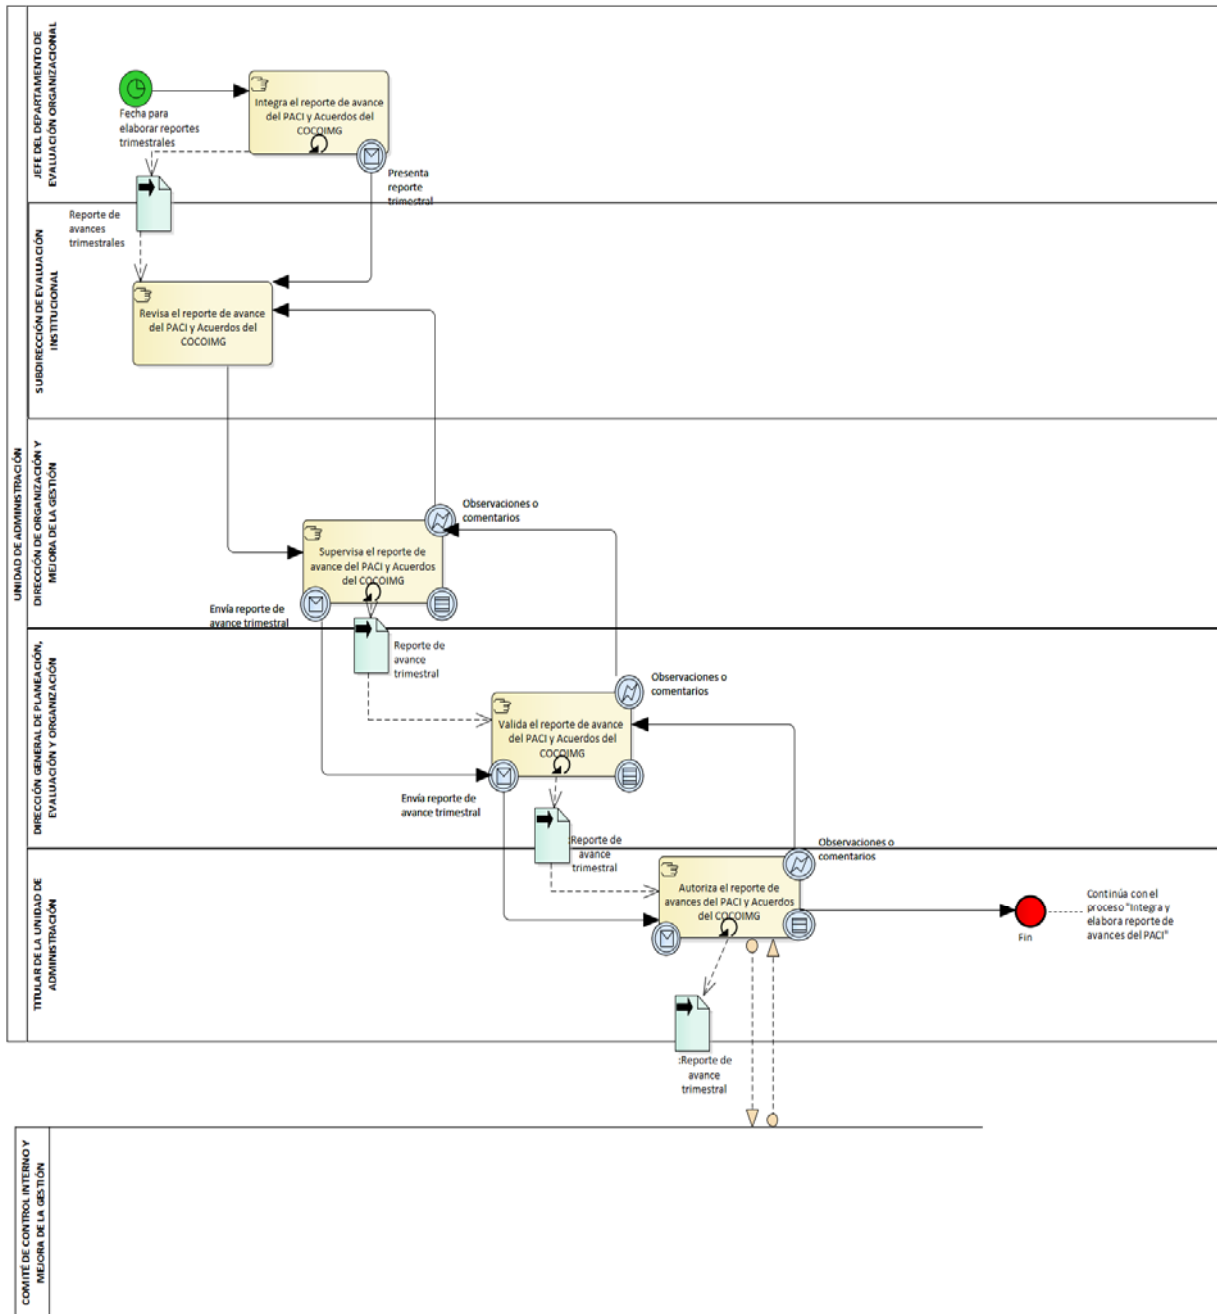 UNIDAD DE ADMINISTRACIÓN
JEFE DEL DEPARTAMENTO DE
EVALUACIÓN ORGANIZACIONAL
Fecha para
elaborar reportes
trimestrales
Integra el reporte de avance
del PACI y Acuerdos del
COCOIMG
Presenta
reporte
trimestral
Reporte de
avances
trimestrales
SUBDIRECCIÓN DE EVALUACIÓN
INSTITUCIONAL
Revisa el reporte de avance
del PACI y Acuerdos del
COCOIMG
DIRECCIÓN DE ORGANIZACIÓN Y
MEJORA DE LA GESTIÓN
Observaciones o
comentarios
Supervisa el reporte de
avance del PACI y Acuerdos
del COCOIMG
Envía reporte de
avance trimestral
DIRECCIÓN GENERAL DE PLANEACIÓN,
EVALUACIÓN Y ORGANIZACIÓN
Reporte de
avance
trimestral
Observaciones o
comentarios
Valida el reporte de avance
del PACI y Acuerdos del
COCOIMG
Envía reporte de
avance trimestral
:Reporte de
avance
trimestral
Observaciones o
comentarios
TITULAR DE LA UNIDAD DE
ADMINISTRACIÓN
Autoriza el reporte de
avances del PACI y Acuerdos
del COCOIMG
Fin
Continúa con el
proceso "Integra y
elabora reporte de
avances del PACI"
:Reporte de
avance
trimestral
COMITÉ DE CONTROL INTERNO Y
MEJORA DE LA GESTIÓN